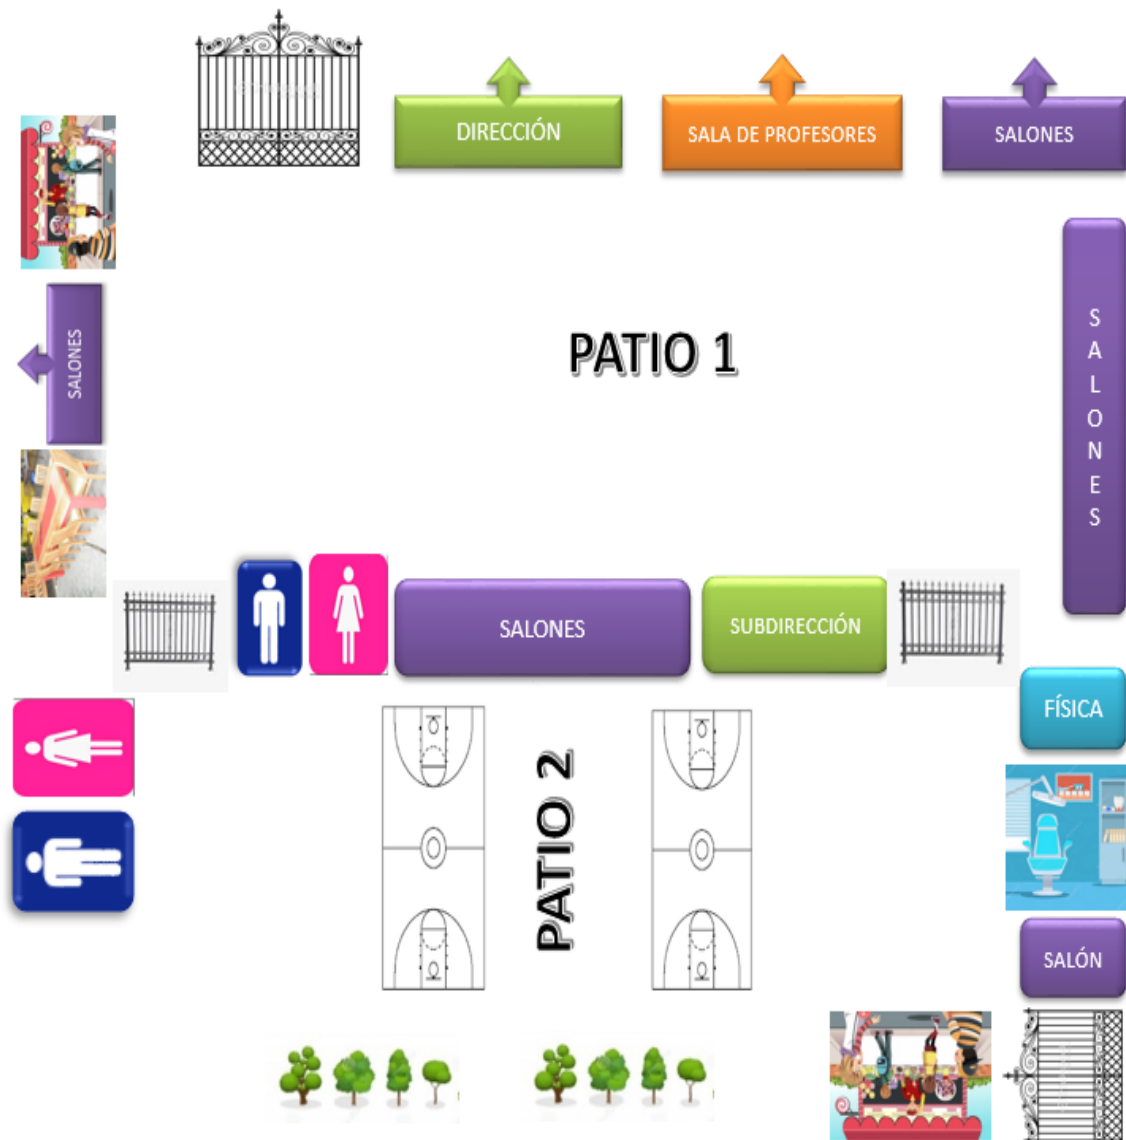 DIRECCIÓN
SALA DE PROFESORES
SALONES
SALONES
SALONES
PATIO 1
SALONES
SUBDIRECCIÓN
FÍSICA
PATIO 2
SALÓN